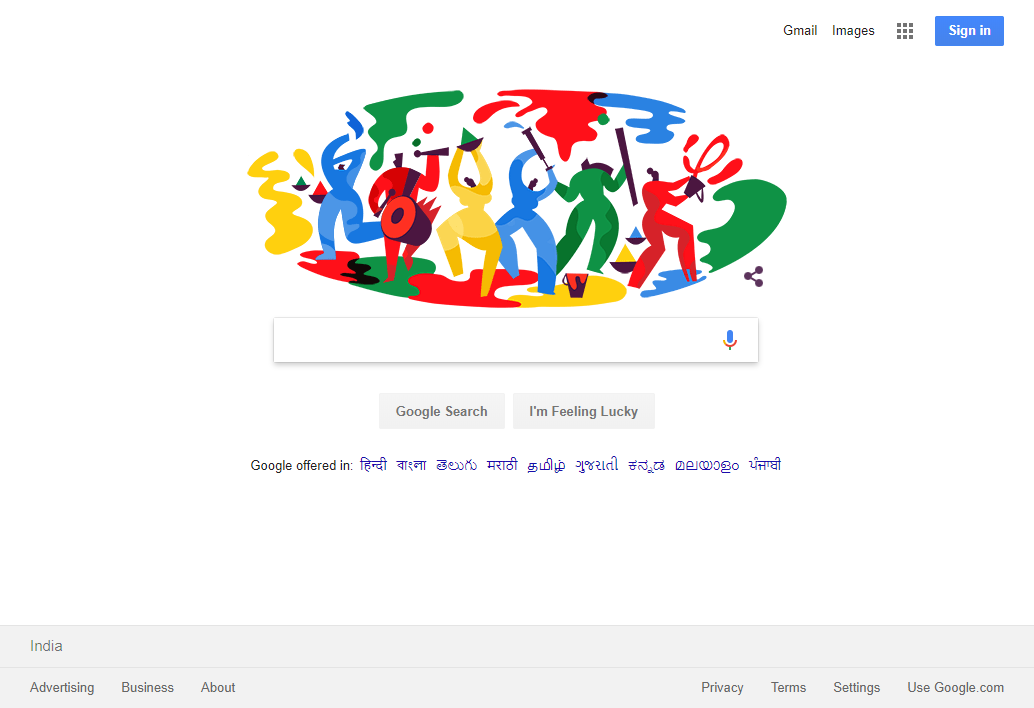 Gmail Images Sign in
Google Search I'm Feeling Lucky
Google offered in: हिन्दी বাংলা తెలుగు मराठी தமிழ் ગુજરાતી ಕನ್ನಡ മലയാളം ਪੰਜਾਬੀ
India
Advertising Business About Privacy Terms Settings Use Google.com